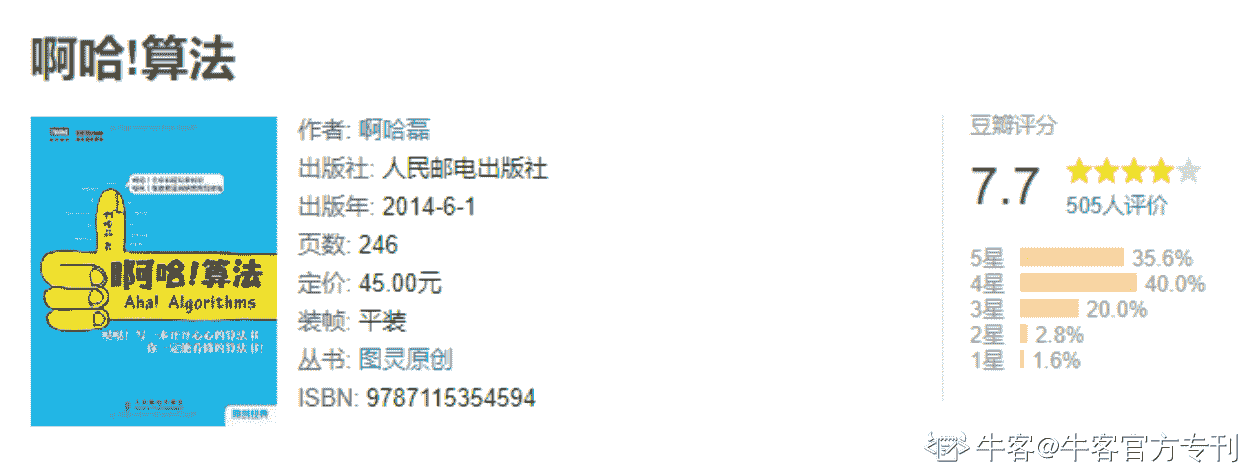 啊哈!算法
作者: 啊哈磊
出版社: 人民邮电出版社
出版年: 2014-6-1
页数: 246
定价: 45.00元
装帧: 平装
丛书: 图灵原创
ISBN: 9787115354594
啊哈!算法
Aha! Algorithms
豆瓣评分
7.7
505人评价
5星 35.6%
4星 40.0%
3星 20.0%
2星 2.8%
1星 1.6%
牛客@牛客官方专刊